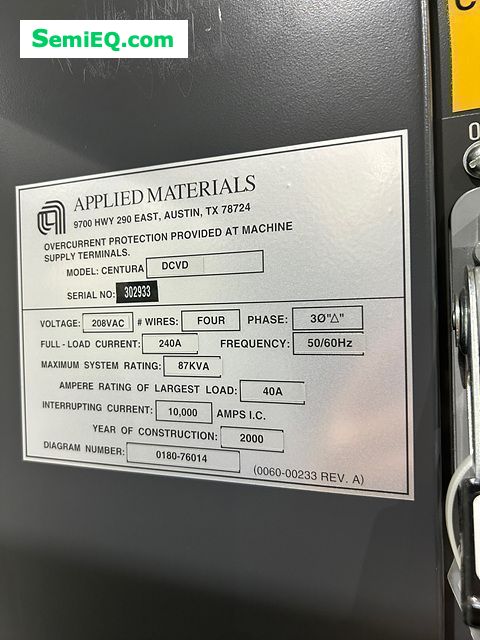 SemiEQ.com
APPLIED MATERIALS
9700 HWY 290 EAST, AUSTIN, TX 78724
OVERCURRENT PROTECTION PROVIDED AT MACHINE
SUPPLY TERMINALS.
MODEL: CENTURA DCVD
SERIAL NO: 302933
VOLTAGE: 208VAC # WIRES: FOUR PHASE: 3Ø"∆"
FULL - LOAD CURRENT: 240A FREQUENCY: 50/60Hz
MAXIMUM SYSTEM RATING: 87KVA
AMPERE RATING OF LARGEST LOAD: 40A
INTERRUPTING CURRENT: 10,000 AMPS I.C.
YEAR OF CONSTRUCTION: 2000
DIAGRAM NUMBER: 0180-76014
(0060-00233 REV. A)